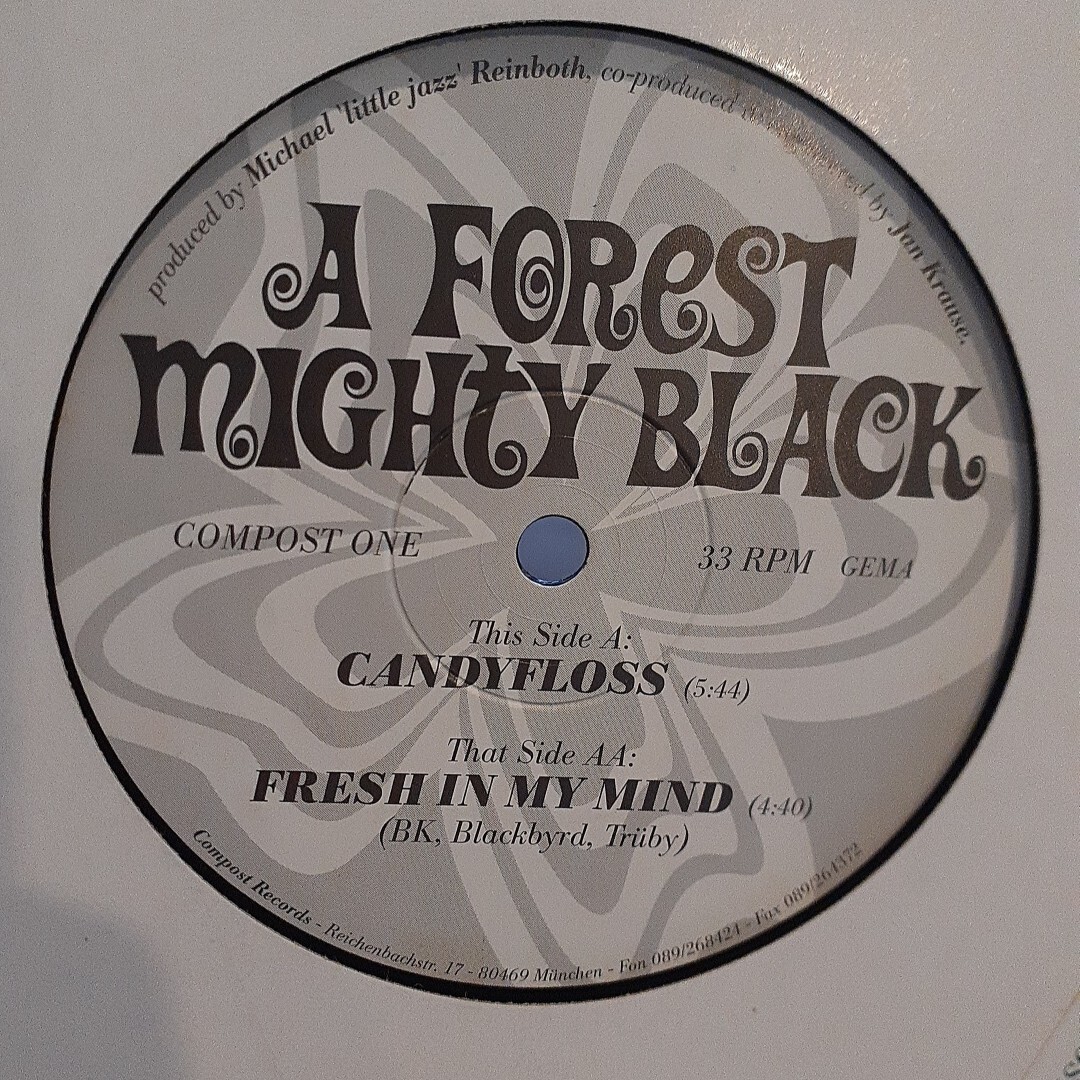 produced by Michael 'little jazz' Reinboth, co-produced by Jan Krause.
A FOREST
MIGHTY BLACK
COMPOST ONE
33 RPM GEMA
This Side A:
CANDYFLOSS (5:44)
That Side AA:
FRESH IN MY MIND (4:40)
(BK, Blackbyrd, Trüby)
Compost Records - Reichenbachstr. 17 - 80469 München - Fon 089/268424 - Fax 089/264372